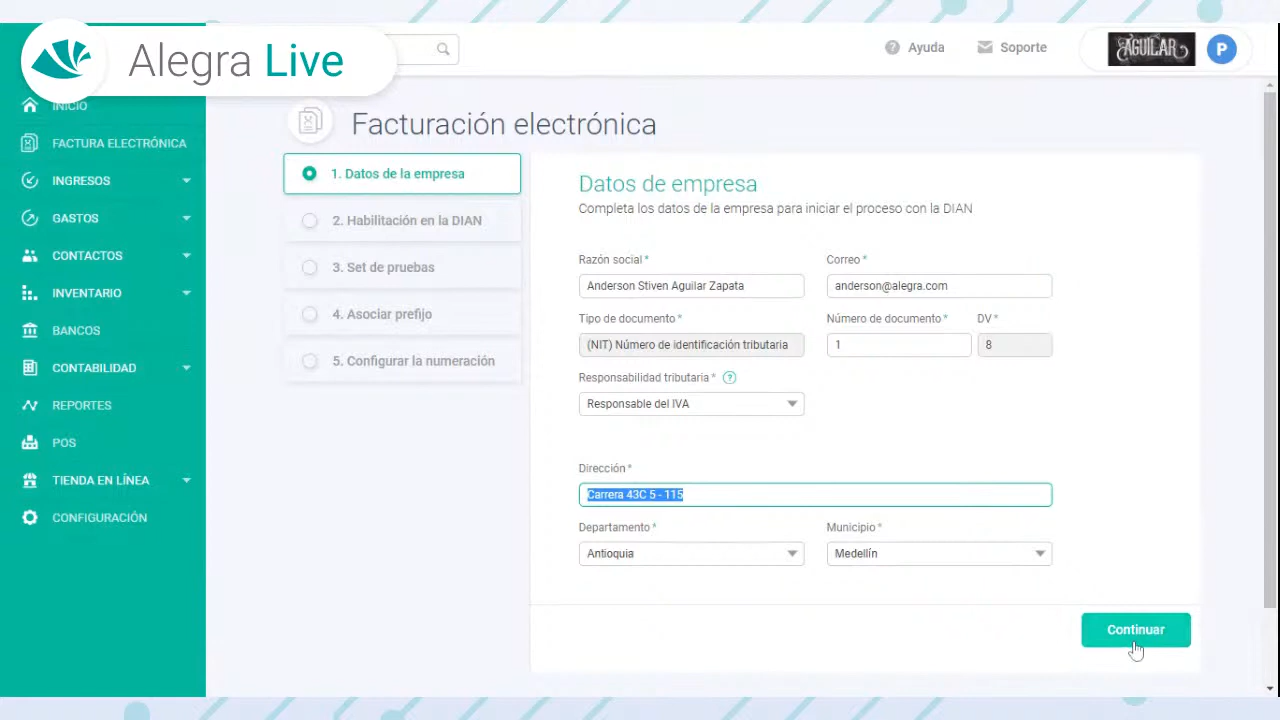 Alegra Live
Ayuda
Soporte
AGUILAR
P
INICIO
FACTURA ELECTRÓNICA
INGRESOS
GASTOS
CONTACTOS
INVENTARIO
BANCOS
CONTABILIDAD
REPORTES
POS
TIENDA EN LÍNEA
CONFIGURACIÓN
Facturación electrónica
1. Datos de la empresa
2. Habilitación en la DIAN
3. Set de pruebas
4. Asociar prefijo
5. Configurar la numeración
Datos de empresa
Completa los datos de la empresa para iniciar el proceso con la DIAN
Razón social *
Correo *
Anderson Stiven Aguilar Zapata
anderson@alegra.com
Tipo de documento *
Número de documento *
DV *
(NIT) Número de identificación tributaria
1
8
Responsabilidad tributaria * ?
Responsable del IVA
Dirección *
Carrera 43C 5 - 115
Departamento *
Municipio *
Antioquia
Medellín
Continuar